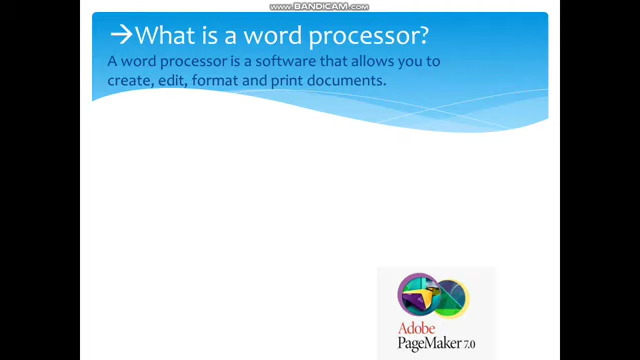 www.BANDICAM.com
→What is a word processor?
A word processor is a software that allows you to
create, edit, format and print documents.
Adobe
PageMaker 7.0